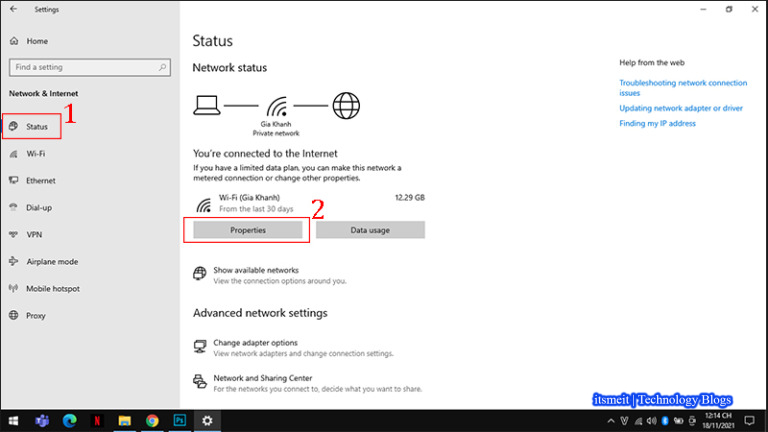 Settings
Home
Find a setting
Network & Internet
1
Status
Wi-Fi
Ethernet
Dial-up
VPN
Airplane mode
Mobile hotspot
Proxy
Status
Network status
Gia Khanh
Private network
You're connected to the Internet
If you have a limited data plan, you can make this network a
metered connection or change other properties.
Wi-Fi (Gia Khanh)
12.29 GB
From the last 30 days
2
Properties
Data usage
Show available networks
View the connection options around you.
Advanced network settings
Change adapter options
View network adapters and change connection settings.
Network and Sharing Center
For the networks you connect to, decide what you want to share.
Help from the web
Troubleshooting network connection
issues
Updating network adapter or driver
Finding my IP address
itsmeit | Technology Blogs
N
Ps
12:14 CH
18/11/2021